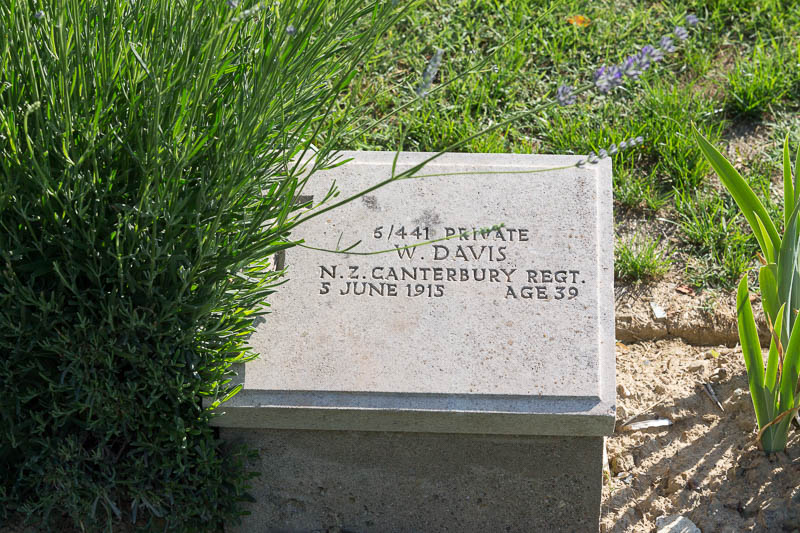 6/441 PRIVATE
W. DAVIS
N.Z. CANTERBURY REGT.
5 JUNE 1915 AGE 39